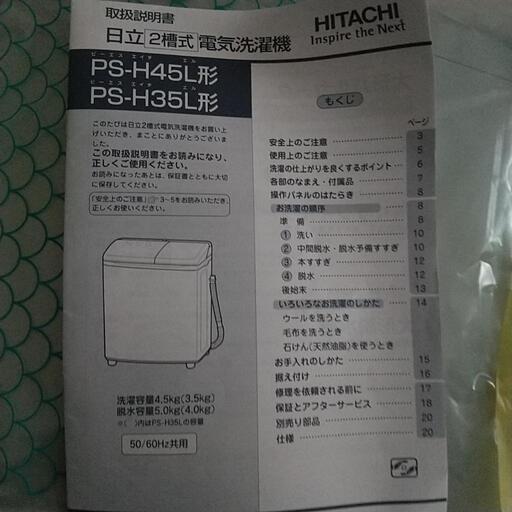 取扱説明書
日立 2槽式 電気洗濯機
HITACHI
Inspire the Next
ピーエス エイチ エル
PS-H45L形
ピーエス エイチ エル
PS-H35L形
このたびは日立2槽式電気洗濯機をお買い上
げいただき、まことにありがとうございまし
た。
この取扱説明書をお読みになり、
正しくご使用ください。
お読みになったあとは、保証書とともに大切
に保存してください。
「安全上のご注意」 3~5をお読みいただき、
正しくお使いください。
洗濯容量4.5kg(3.5kg)
脱水容量5.0kg(4.0kg)
※( )内はPS-H35Lの容量
50/60Hz共用
もくじ
ページ
安全上のご注意 3
使用上のご注意 5
洗濯の仕上がりを良くするポイント 6
各部のなまえ・付属品 7
操作パネルのはたらき 8
お洗濯の順序 8
準 備 8
① 洗い 10
② 中間脱水・脱水予備すすぎ 10
③ 本すすぎ 12
④ 脱水 12
後始末 13
いろいろなお洗濯のしかた 14
ウールを洗うとき
毛布を洗うとき
石けん(天然油脂)を使うとき
お手入れのしかた 15
据え付け 16
修理を依頼される前に 17
保証とアフターサービス 18
別売り部品 20
仕様 20